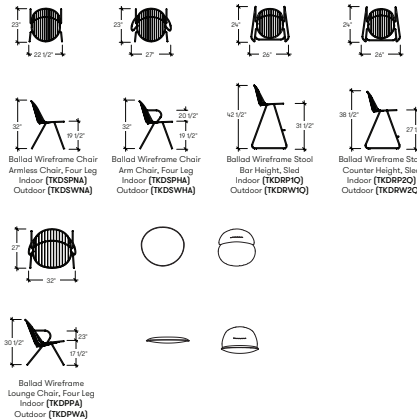 23"
22 1/2"
23"
27"
24"
26"
24"
26"
32"
19 1/2"
32"
20 1/2"
19 1/2"
42 1/2"
31 1/2"
38 1/2"
Ballad Wireframe Chair
Armless Chair, Four Leg
Indoor (TKDSPNA)
Outdoor (TKDSWNA)
Ballad Wireframe Chair
Arm Chair, Four Leg
Indoor (TKDSPHA)
Outdoor (TKDSWHA)
Ballad Wireframe Stool
Bar Height, Sled
Indoor (TKDRP1Q)
Outdoor (TKDRW1Q)
Ballad Wireframe
Counter Height,
Indoor (TKDRP2Q)
Outdoor (TKDRW2Q
27"
32"
30 1/2"
23"
17 1/2"
Ballad Wireframe
Lounge Chair, Four Leg
Indoor (TKDPPA)
Outdoor (TKDPWA)